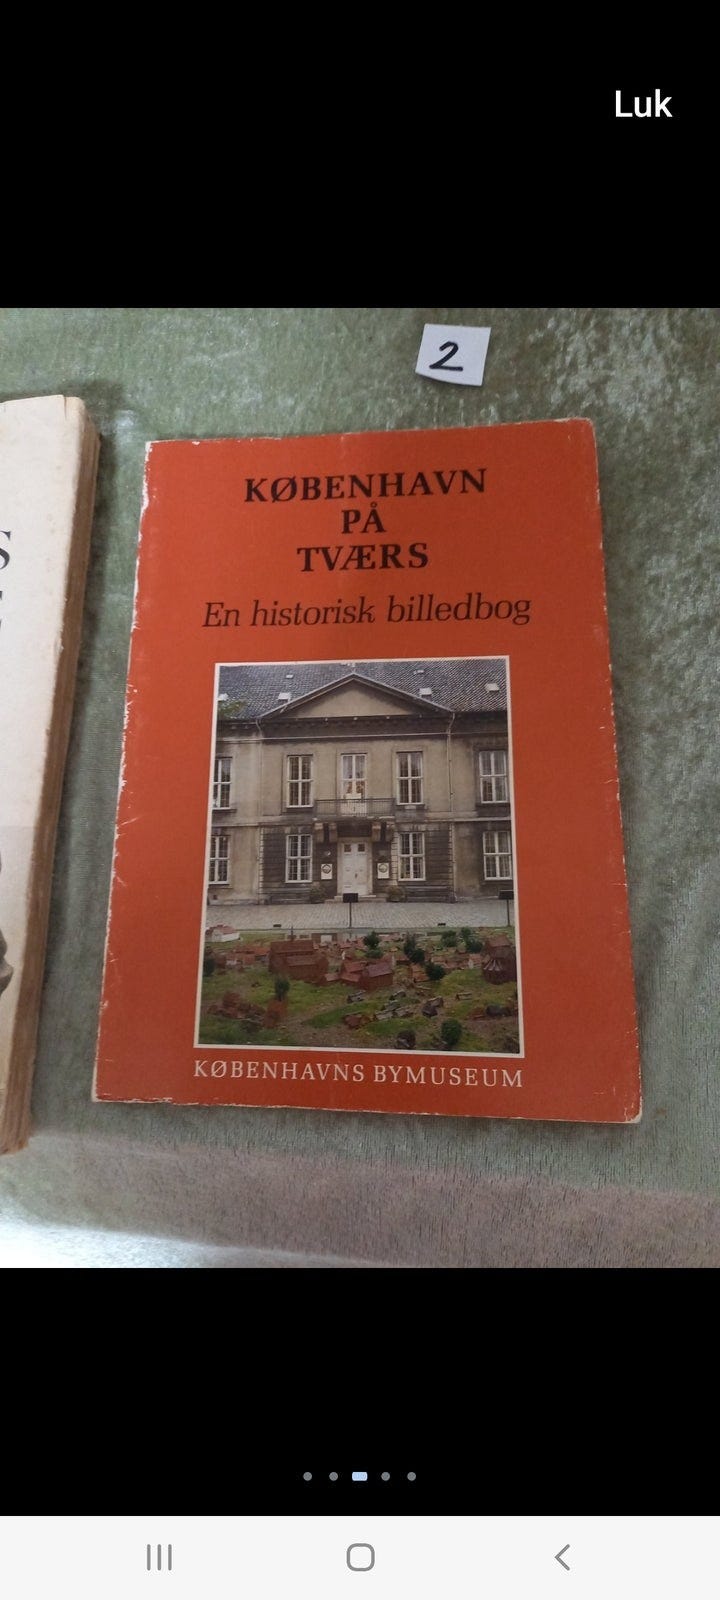 Luk
2
KØBENHAVN
PÅ
TVÆRS
En historisk billedbog
KØBENHAVNS BYMUSEUM
S